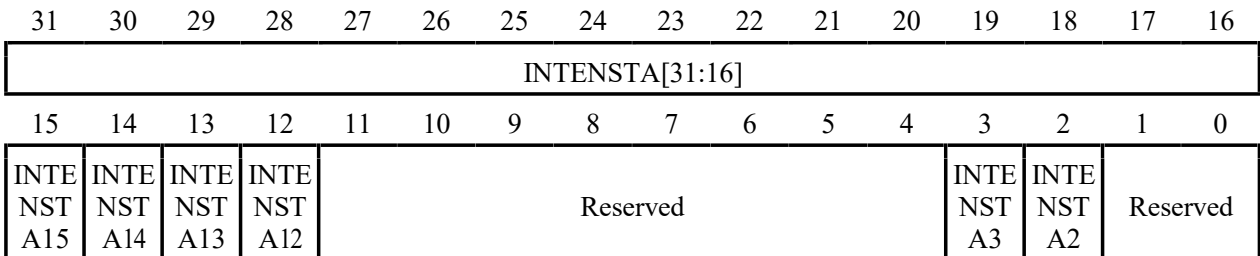 31 30 29 28 27 26 25 24 23 22 21 20 19 18 17 16
INTENSTA[31:16]
15 14 13 12 11 10 9 8 7 6 5 4 3 2 1 0
INTE INTE INTE INTE INTE INTE
NST NST NST NST Reserved NST NST Reserved
A15 A14 A13 A12 A3 A2